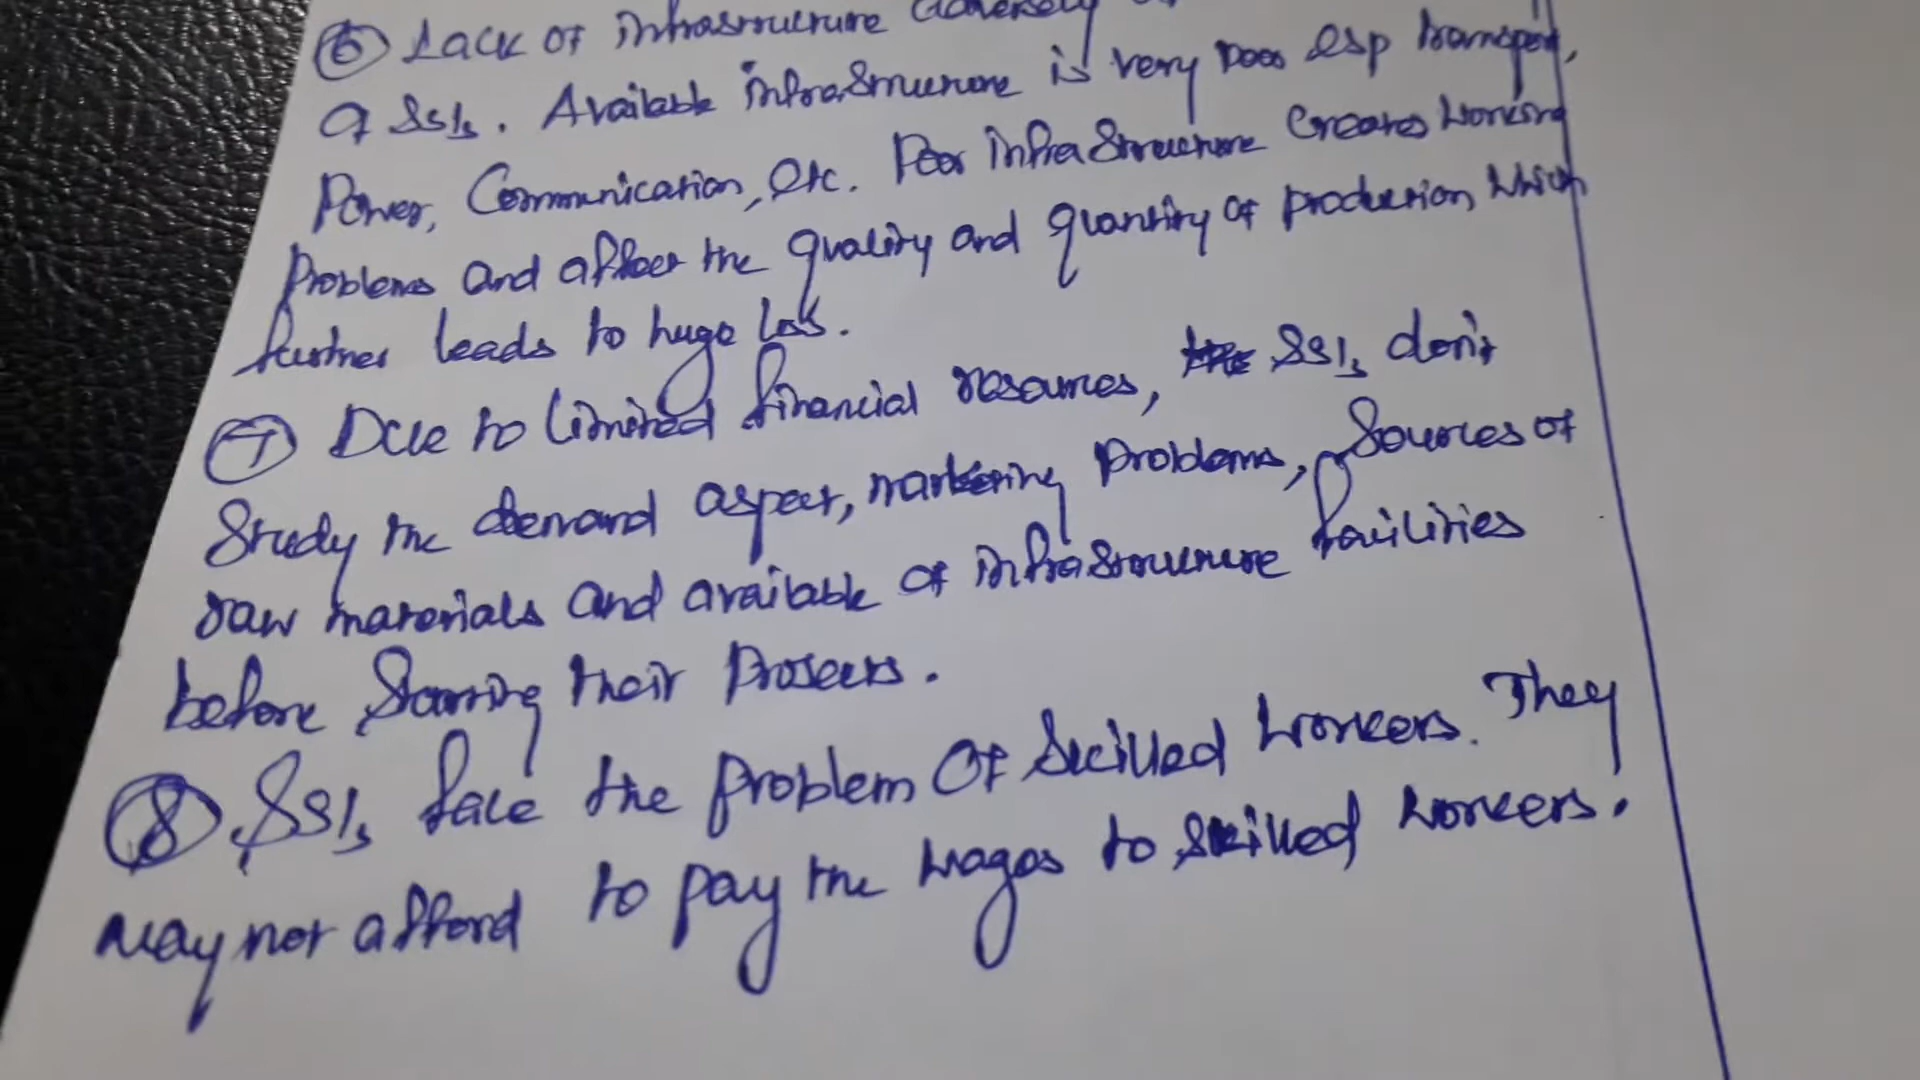 ⑥ Lack of infrastructure adversely
of SSIs. Available infrastructure is very poor esp transport,
Power, Communication, etc. Poor infrastructure creates working
problems and affect the quality and quantity of production which
further leads to huge loss.
⑦ Due to limited financial resources, the SSIs don't
study the demand aspect, marketing problems, sources of
raw materials and available of infrastructure facilities
before starting their Projects.
⑧ SSIs face the problem of skilled workers. They
may not afford to pay the wages to skilled workers.